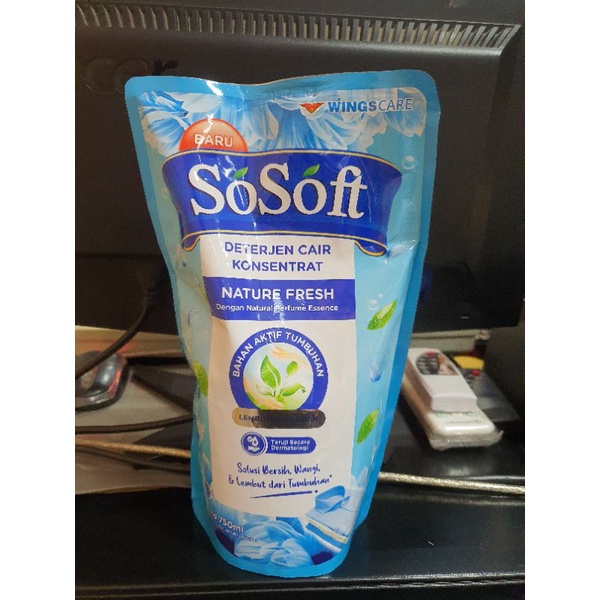 WINGSCARE
BARU
SoSoft
DETERJEN CAIR
KONSENTRAT
NATURE FRESH
Dengan Natural Perfume Essence
BAHAN AKTIF TUMBUHAN
Teruji Secara
Dermatologi
Solusi Bersih, Wangi,
& Lembut dari Tumbuhan*
750ml